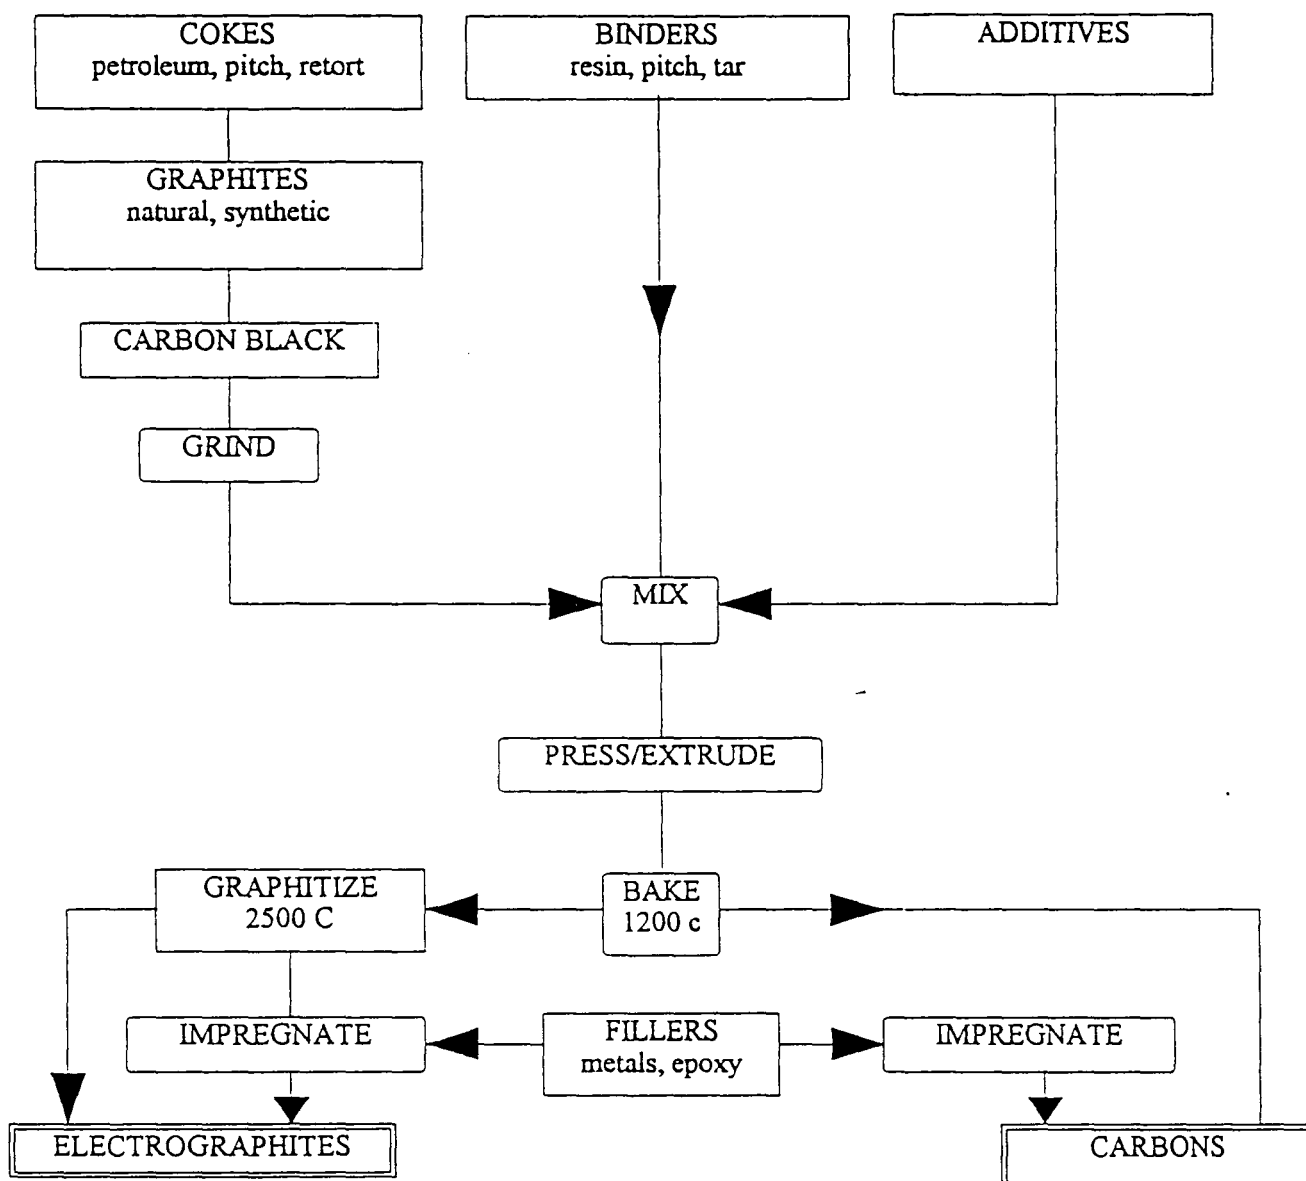 COKES
petroleum, pitch, retort
BINDERS
resin, pitch, tar
ADDITIVES
GRAPHITES
natural, synthetic
CARBON BLACK
GRIND
MIX
PRESS/EXTRUDE
GRAPHITIZE
2500 C
BAKE
1200 c
IMPREGNATE
FILLERS
metals, epoxy
IMPREGNATE
ELECTROGRAPHITES
CARBONS